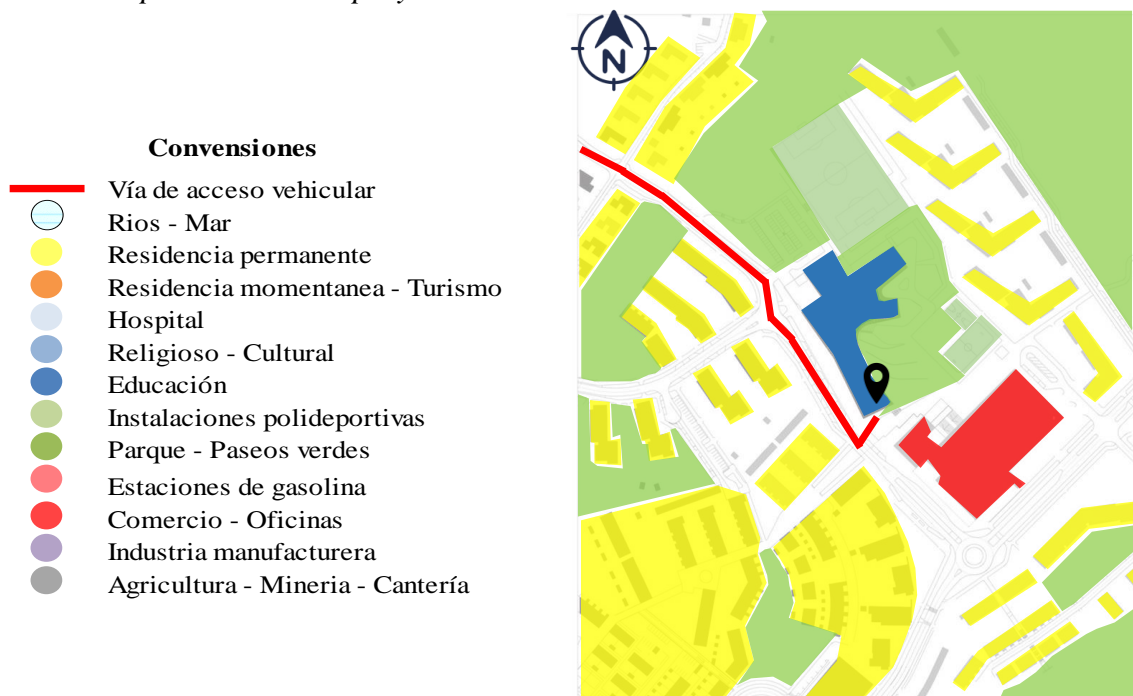 Convensiones
Vía de acceso vehicular
Rios - Mar
Residencia permanente
Residencia momentanea - Turismo
Hospital
Religioso - Cultural
Educación
Instalaciones polideportivas
Parque - Paseos verdes
Estaciones de gasolina
Comercio - Oficinas
Industria manufacturera
Agricultura - Mineria - Cantería
N